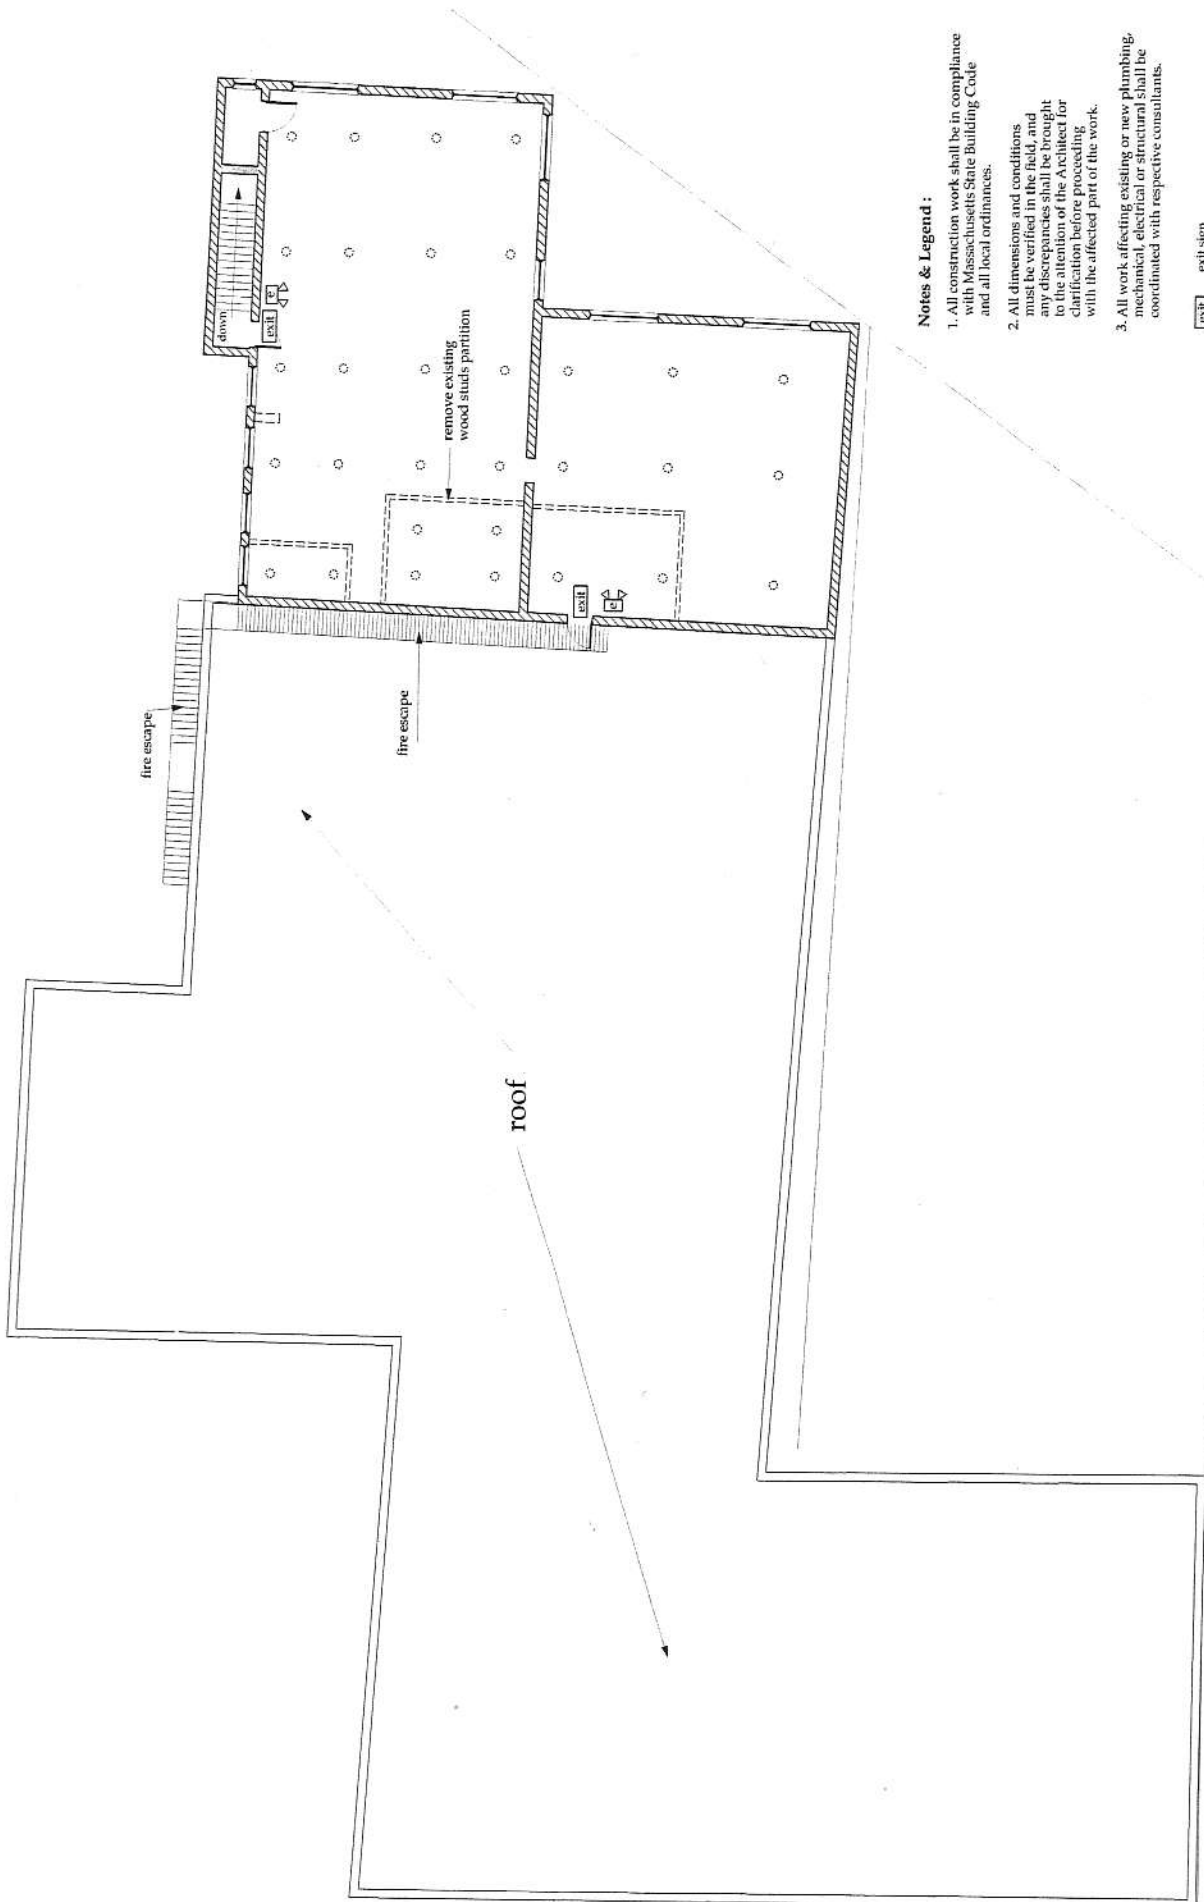 down
exit
e
remove existing
wood studs partition
exit
e
fire escape
fire escape
roof
Notes & Legend :
1. All construction work shall be in compliance
with Massachusetts State Building Code
and all local ordinances.
2. All dimensions and conditions
must be verified in the field, and
any discrepancies shall be brought
to the attention of the Architect for
clarification before proceeding
with the affected part of the work.
3. All work affecting existing or new plumbing,
mechanical, electrical or structural shall be
coordinated with respective consultants.
exit exit sign